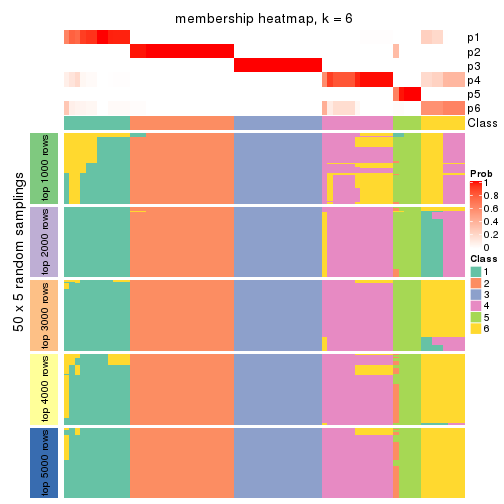 membership heatmap, k = 6
p1
p2
p3
p4
p5
p6
Class
50 x 5 random samplings
top 1000 rows
top 2000 rows
top 3000 rows
top 4000 rows
top 5000 rows
Prob
1
0.8
0.6
0.4
0.2
0
Class
1
2
3
4
5
6